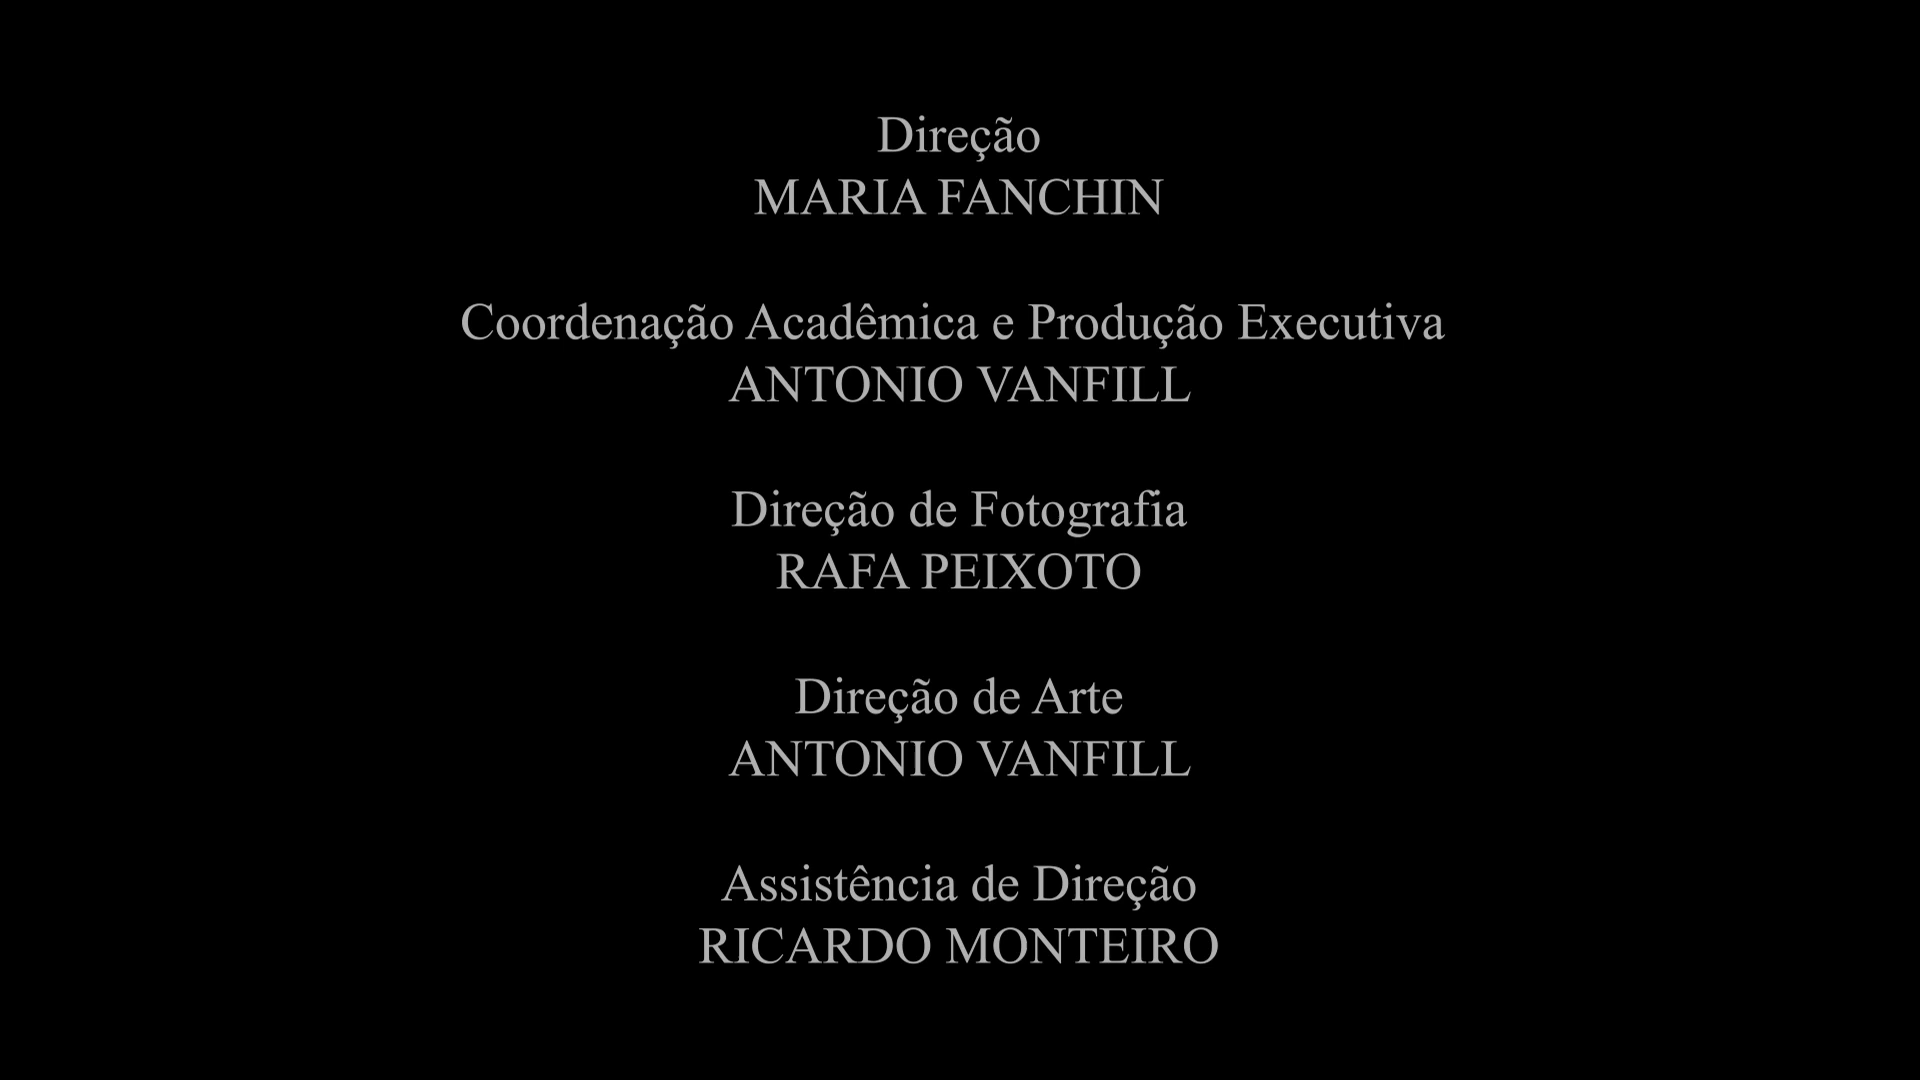 Direção
MARIA FANCHIN
Coordenação Acadêmica e Produção Executiva
ANTONIO VANFILL
Direção de Fotografia
RAFA PEIXOTO
Direção de Arte
ANTONIO VANFILL
Assistência de Direção
RICARDO MONTEIRO